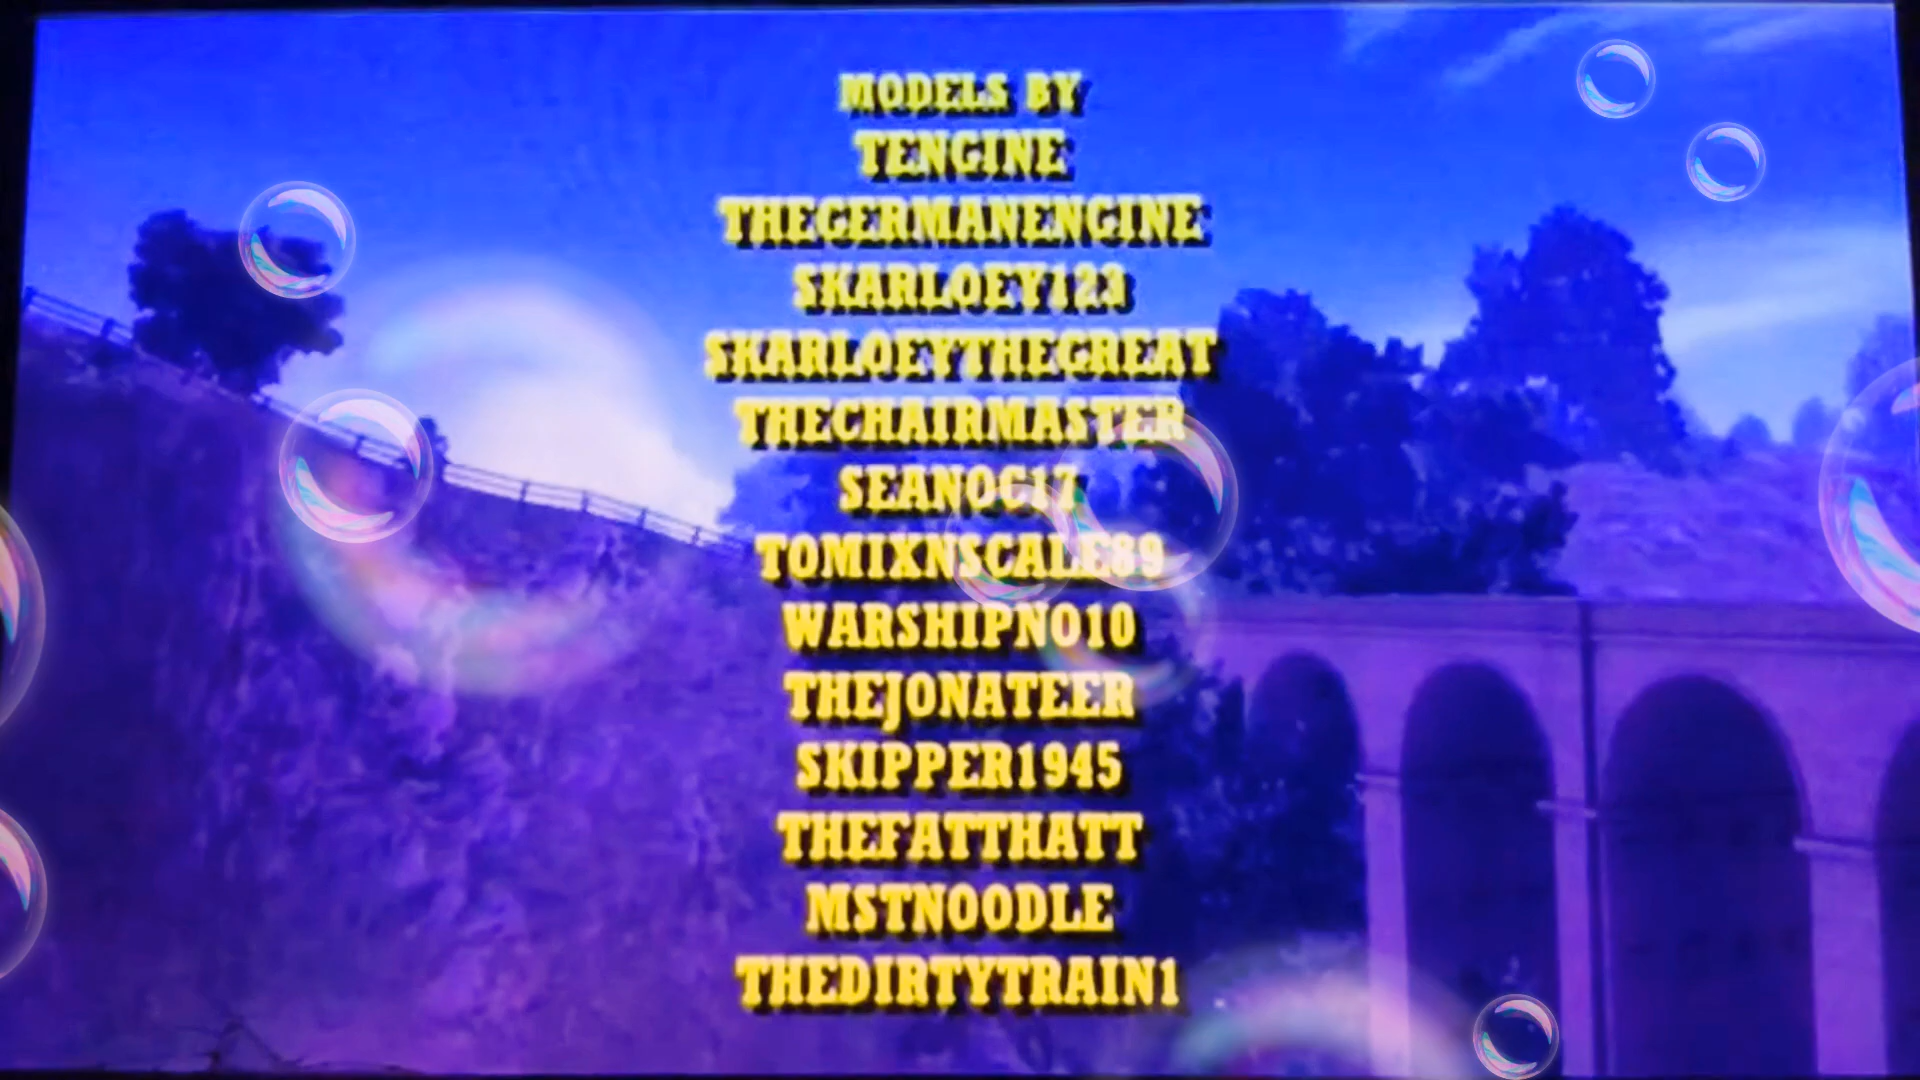 MODELS BY
TENGINE
THEGERMANENGINE
SKARLOEY123
SKARLOEYTHEGREAT
THECHAIRMASTER
SEANOC17
TOMIXNSCALE89
WARSHIPNO10
THEJONATEER
SKIPPER1945
THEFATTHATT
MSTNOODLE
THEDIRTYTRAIN1